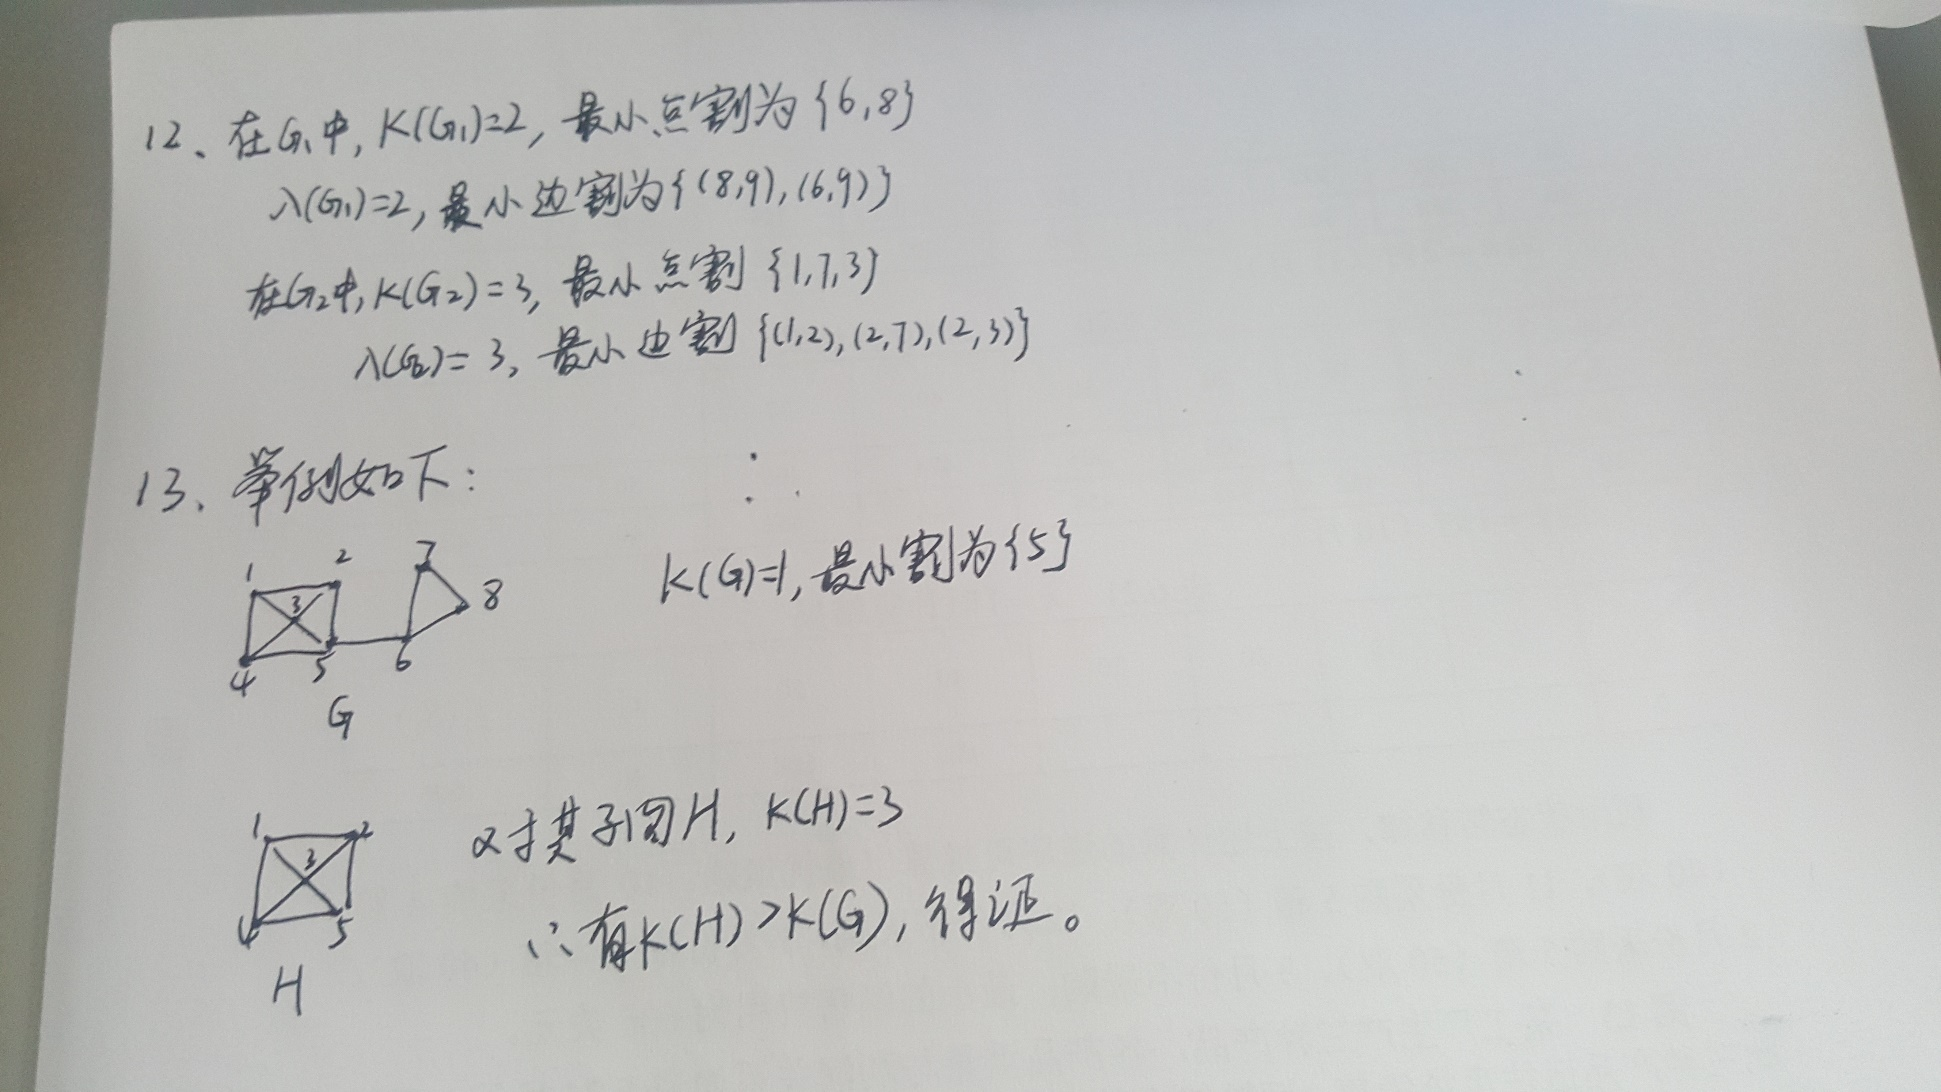 12、在G₁中, K(G₁)=2, 最小点割为{6,8}
λ(G₁)=2, 最小边割为{(8,9),(6,9)}
在G₂中, K(G₂)=3, 最小点割{1,7,3}
λ(G₂)=3, 最小边割{(1,2),(2,7),(2,3)}
13、举例如下:
1 2 3 4 5 6 7 8
G
K(G)=1, 最小割为{5}
1 2 3 4 5
H
对于其子图H, K(H)=3
∴有K(H)>K(G), 得证。